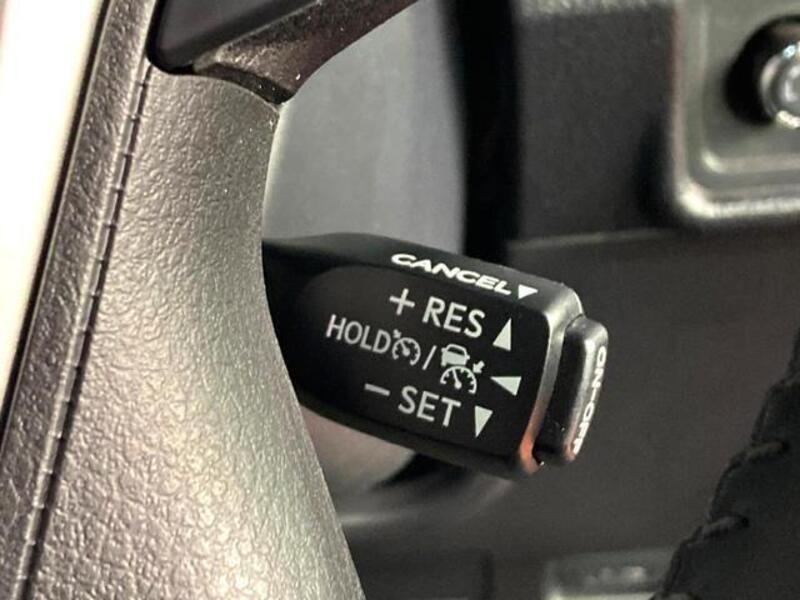 CANCEL▼
+ RES ▲
HOLD / ◀
− SET ▼
ON-OFF